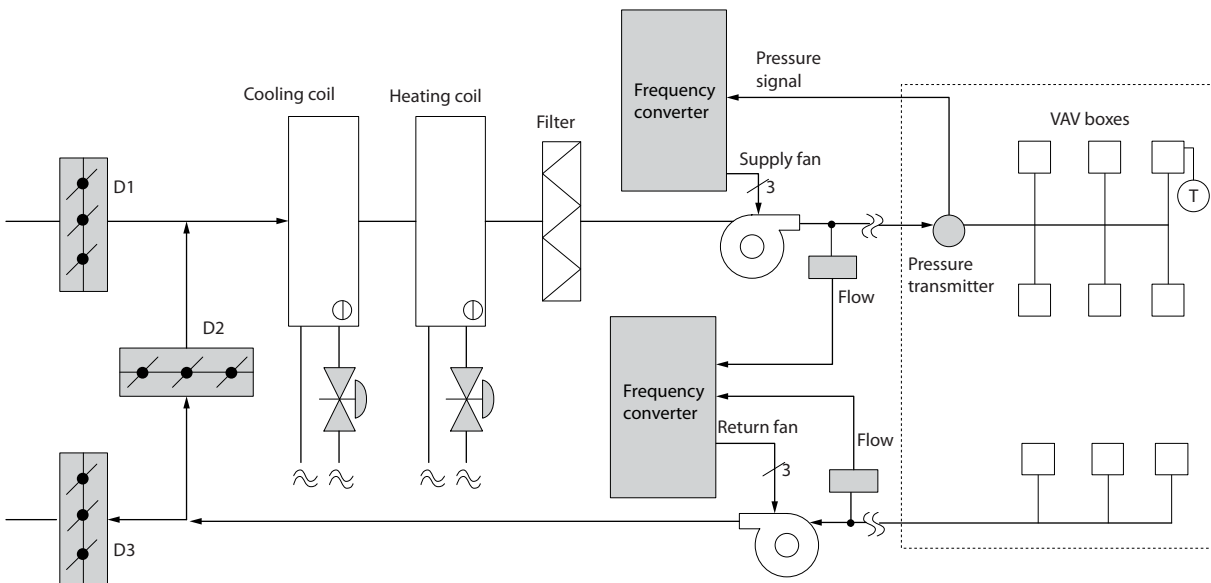 Pressure
signal
Cooling coil
Heating coil
Frequency
converter
Filter
VAV boxes
Supply fan
D1
3
T
Pressure
transmitter
Flow
D2
Frequency
converter
Return fan
Flow
3
D3